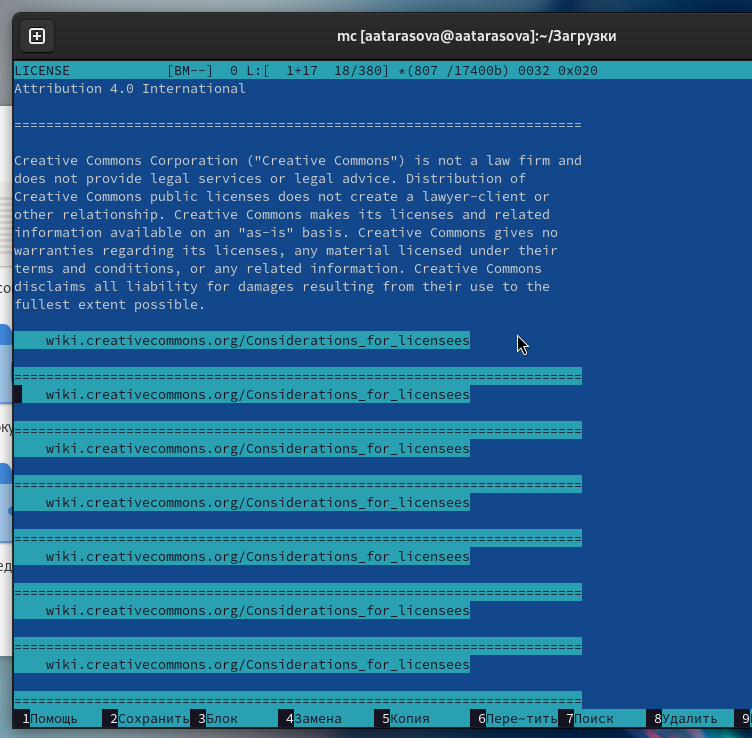 mc [aatarasova@aatarasova]:~/Загрузки
LICENSE [BM--] 0 L:[ 1+17 18/380] *(807 /17400b) 0032 0x020
Attribution 4.0 International
=======================================================================
Creative Commons Corporation ("Creative Commons") is not a law firm and
does not provide legal services or legal advice. Distribution of
Creative Commons public licenses does not create a lawyer-client or
other relationship. Creative Commons makes its licenses and related
information available on an "as-is" basis. Creative Commons gives no
warranties regarding its licenses, any material licensed under their
terms and conditions, or any related information. Creative Commons
disclaims all liability for damages resulting from their use to the
fullest extent possible.
wiki.creativecommons.org/Considerations_for_licensees
=======================================================================
wiki.creativecommons.org/Considerations_for_licensees
=======================================================================
wiki.creativecommons.org/Considerations_for_licensees
=======================================================================
wiki.creativecommons.org/Considerations_for_licensees
=======================================================================
wiki.creativecommons.org/Considerations_for_licensees
=======================================================================
wiki.creativecommons.org/Considerations_for_licensees
=======================================================================
wiki.creativecommons.org/Considerations_for_licensees
=======================================================================
1Помощь 2Сохранить 3Блок 4Замена 5Копия 6Пере~тить 7Поиск 8Удалить 9